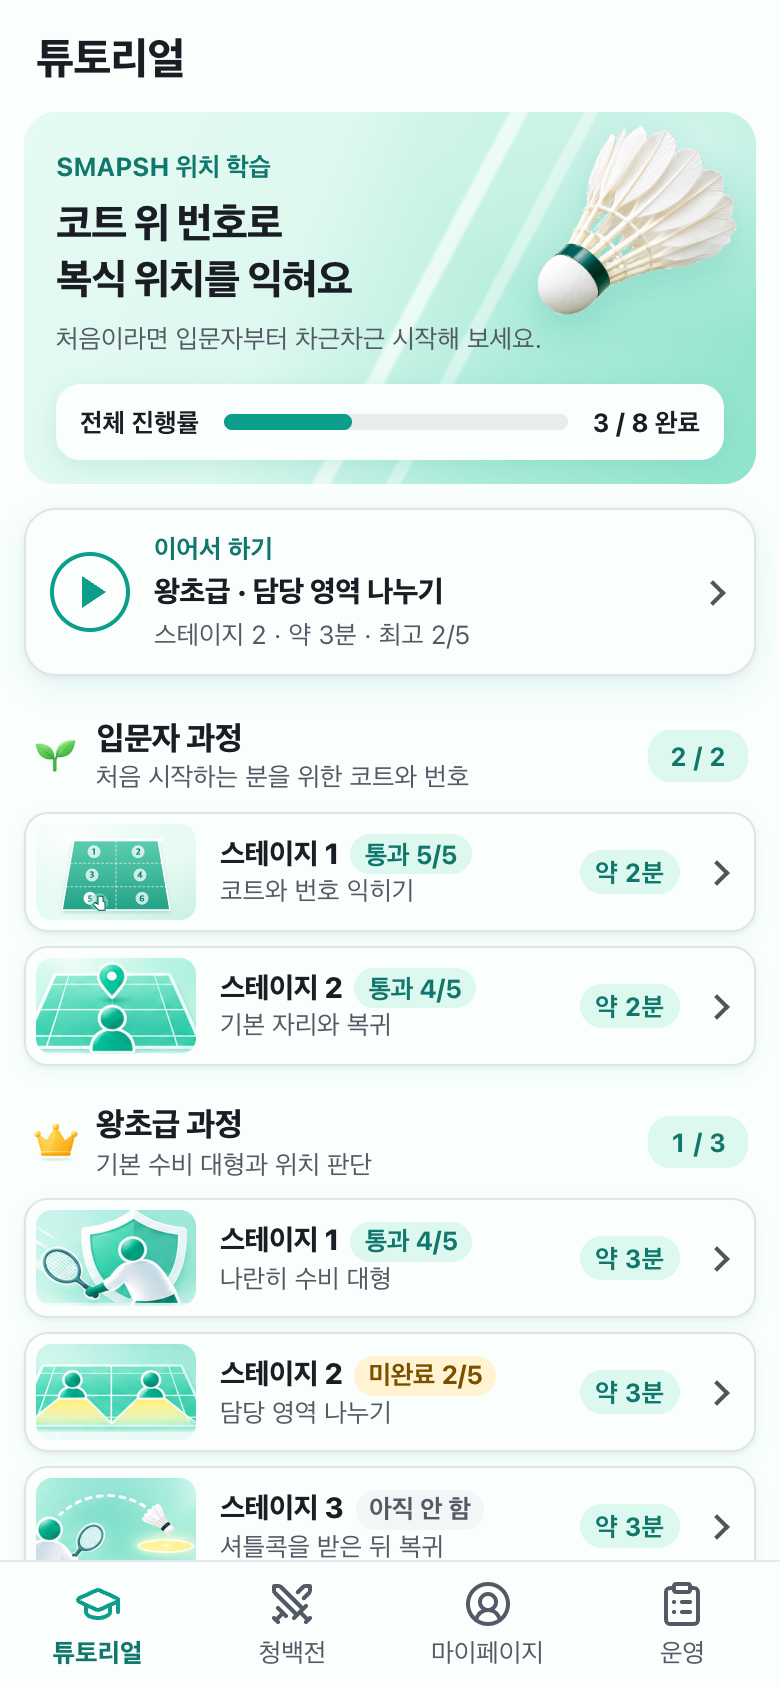 튜토리얼
SMAPSH 위치 학습
코트 위 번호로
복식 위치를 익혀요
처음이라면 입문자부터 차근차근 시작해 보세요.
전체 진행률 3 / 8 완료
이어서 하기
왕초급 · 담당 영역 나누기
스테이지 2 · 약 3분 · 최고 2/5
입문자 과정
처음 시작하는 분을 위한 코트와 번호
2 / 2
1 2
3 4
5 6
스테이지 1 통과 5/5
코트와 번호 익히기
약 2분
스테이지 2 통과 4/5
기본 자리와 복귀
약 2분
왕초급 과정
기본 수비 대형과 위치 판단
1 / 3
스테이지 1 통과 4/5
나란히 수비 대형
약 3분
스테이지 2 미완료 2/5
담당 영역 나누기
약 3분
스테이지 3 아직 안 함
셔틀콕을 받은 뒤 복귀
약 3분
튜토리얼 청백전 마이페이지 운영